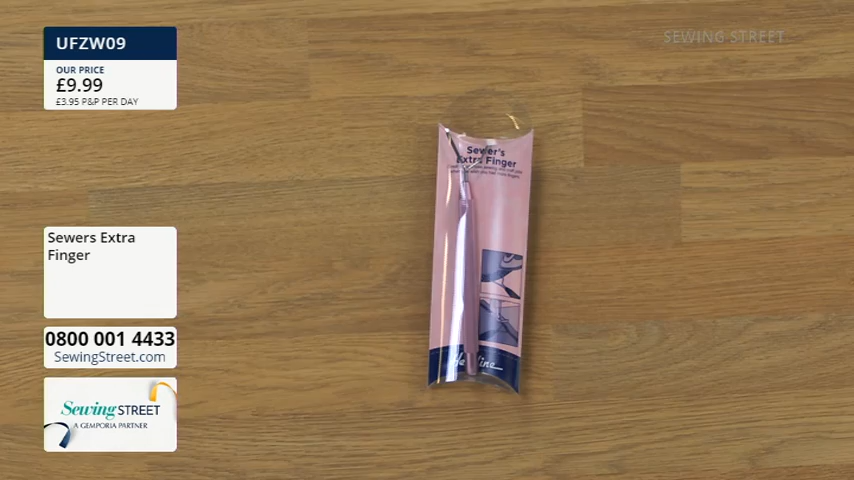 UFZW09
OUR PRICE
£9.99
£3.95 P&P PER DAY
SEWING STREET
Sewer's
Extra Finger
Sewers Extra
Finger
0800 001 4433
SewingStreet.com
Sewing STREET
A GEMPORIA PARTNER